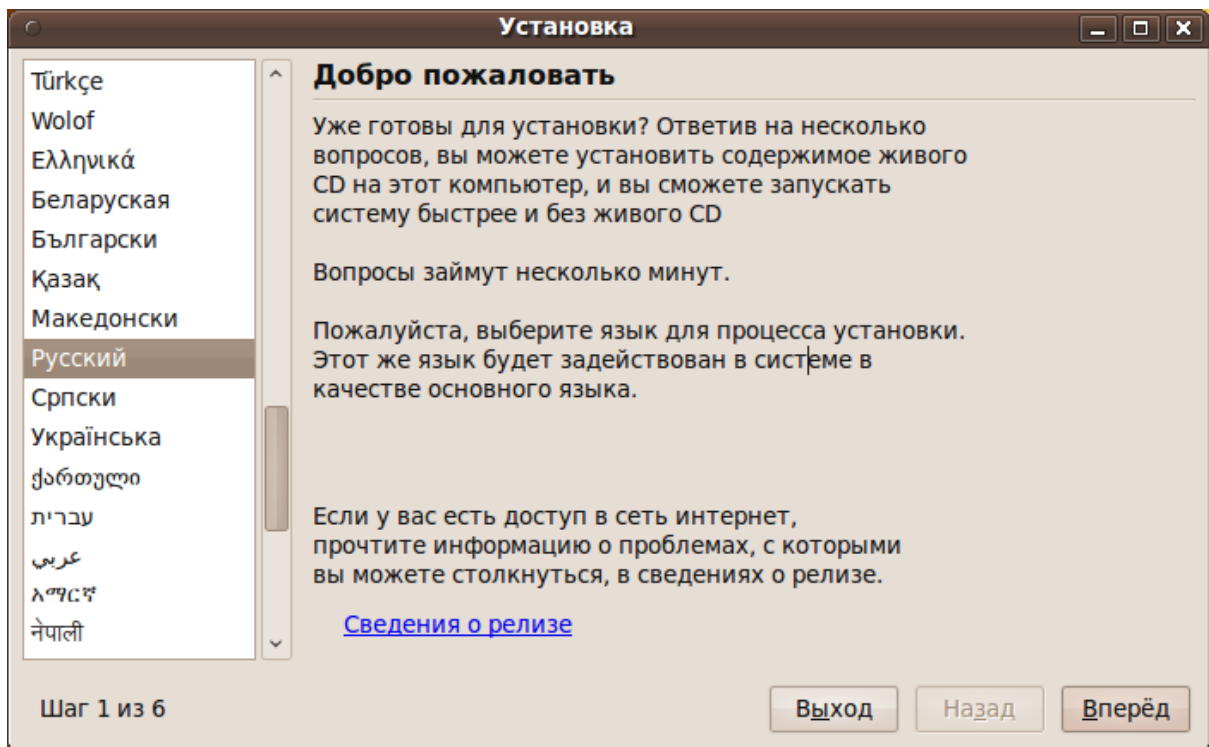 Установка
Türkçe
Wolof
Ελληνικά
Беларуская
Български
Қазақ
Македонски
Русский
Српски
Українська
ქართული
עברית
عربي
አማርኛ
नेपाली
Добро пожаловать
Уже готовы для установки? Ответив на несколько
вопросов, вы можете установить содержимое живого
CD на этот компьютер, и вы сможете запускать
систему быстрее и без живого CD
Вопросы займут несколько минут.
Пожалуйста, выберите язык для процесса установки.
Этот же язык будет задействован в системе в
качестве основного языка.
Если у вас есть доступ в сеть интернет,
прочтите информацию о проблемах, с которыми
вы можете столкнуться, в сведениях о релизе.
Сведения о релизе
Шаг 1 из 6
Выход
Назад
Вперёд